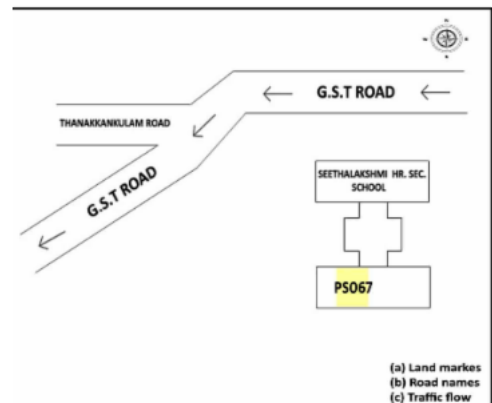 G.S.T ROAD
THANAKKANKULAM ROAD
G.S.T ROAD
SEETHALAKSHMI HR. SEC.
SCHOOL
PS067
(a) Land markes
(b) Road names
(c) Traffic flow